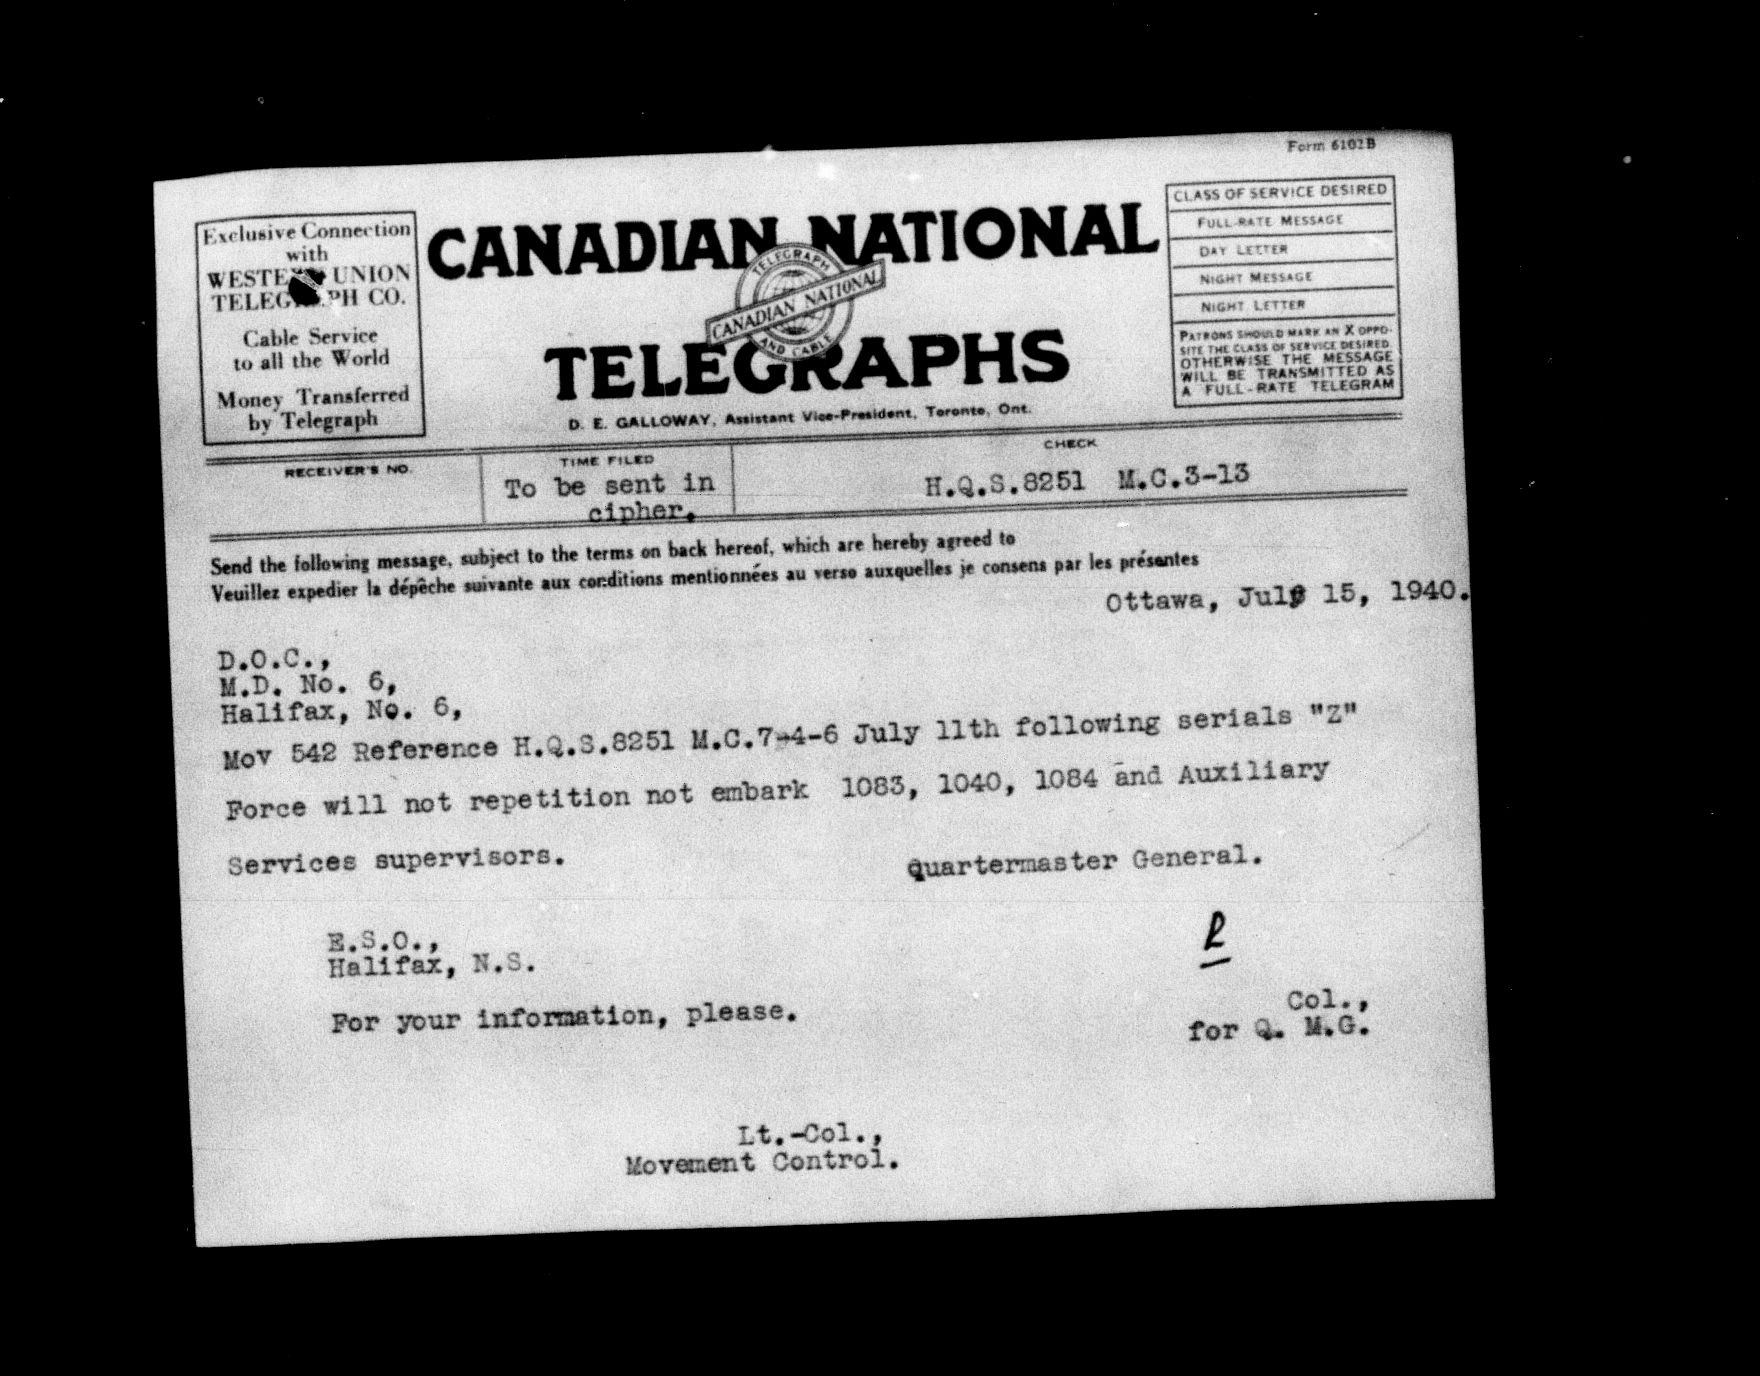 Form 6102B
Exclusive Connection
with
WESTERN UNION
TELEGRAPH CO.
Cable Service
to all the World
Money Transferred
by Telegraph
CANADIAN NATIONAL
TELEGRAPH
CANADIAN NATIONAL
AND CABLE
TELEGRAPHS
D. E. GALLOWAY, Assistant Vice-President, Toronto, Ont.
CLASS OF SERVICE DESIRED
FULL-RATE MESSAGE
DAY LETTER
NIGHT MESSAGE
NIGHT LETTER
PATRONS SHOULD MARK AN X OPPO-
SITE THE CLASS OF SERVICE DESIRED.
OTHERWISE THE MESSAGE
WILL BE TRANSMITTED AS
A FULL-RATE TELEGRAM
RECEIVER'S NO.
TIME FILED
To be sent in
cipher.
CHECK
H.Q.S.8251 M.C.3-13
Send the following message, subject to the terms on back hereof, which are hereby agreed to
Veuillez expedier la dépêche suivante aux conditions mentionnées au verso auxquelles je consens par les présentes
Ottawa, July 15, 1940.
D.O.C.,
M.D. No. 6,
Halifax, No. 6,
Mov 542 Reference H.Q.S.8251 M.C.7-4-6 July 11th following serials "Z"
Force will not repetition not embark 1083, 1040, 1084 and Auxiliary
Services supervisors.
Quartermaster General.
E.S.O.,
Halifax, N.S.
For your information, please.
Col.,
for Q. M.G.
Lt.-Col.,
Movement Control.